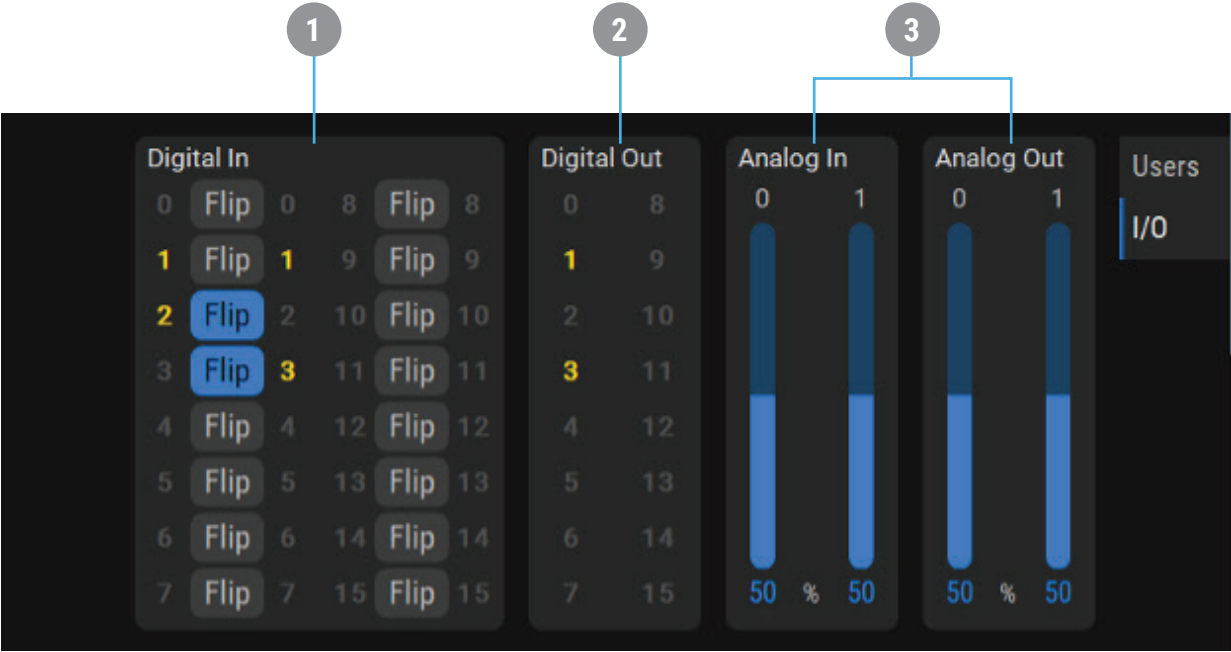 1 2 3
Digital In Digital Out Analog In Analog Out Users
0 Flip 0 8 Flip 8 0 8 0 1 0 1
I/O
1 Flip 1 9 Flip 9 1 9
2 Flip 2 10 Flip 10 2 10
3 Flip 3 11 Flip 11 3 11
4 Flip 4 12 Flip 12 4 12
5 Flip 5 13 Flip 13 5 13
6 Flip 6 14 Flip 14 6 14
7 Flip 7 15 Flip 15 7 15 50 % 50 50 % 50